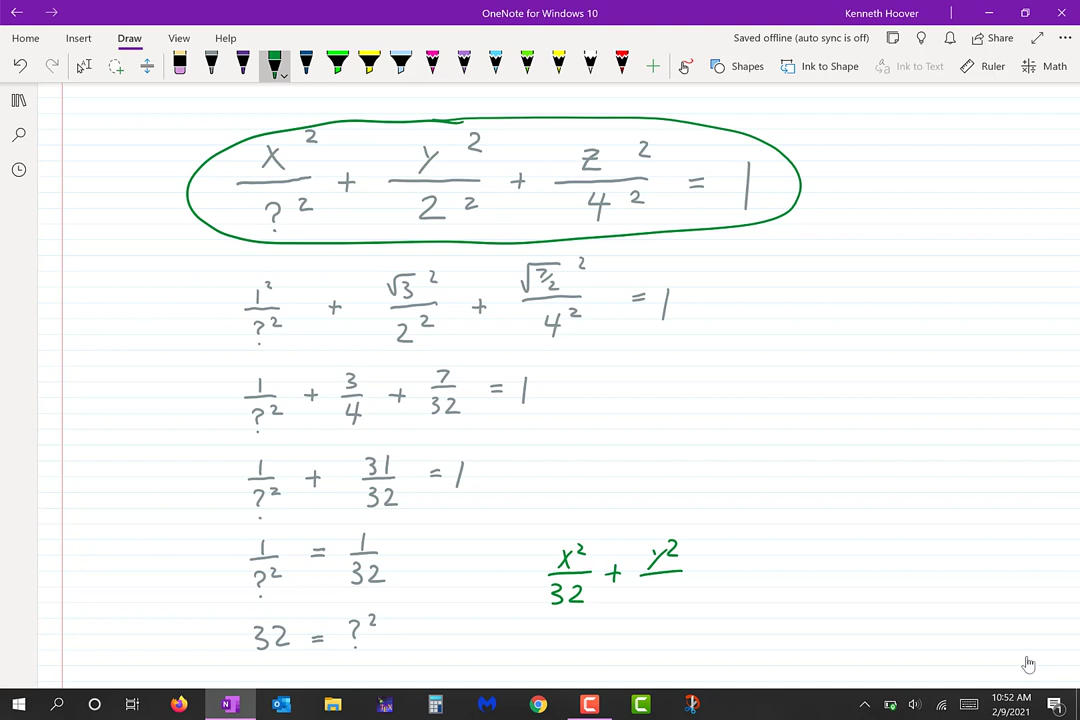 OneNote for Windows 10
Kenneth Hoover
Home Insert Draw View Help
Saved offline (auto sync is off)
Share
Shapes
Ink to Shape
Ink to Text
Ruler
Math
x²/?² + y²/2² + z²/4² = 1
1²/?² + √3²/2² + √7/2²/4² = 1
1/?² + 3/4 + 7/32 = 1
1/?² + 31/32 = 1
1/?² = 1/32
x²/32 + y²/
32 = ?²
10:52 AM
2/9/2021